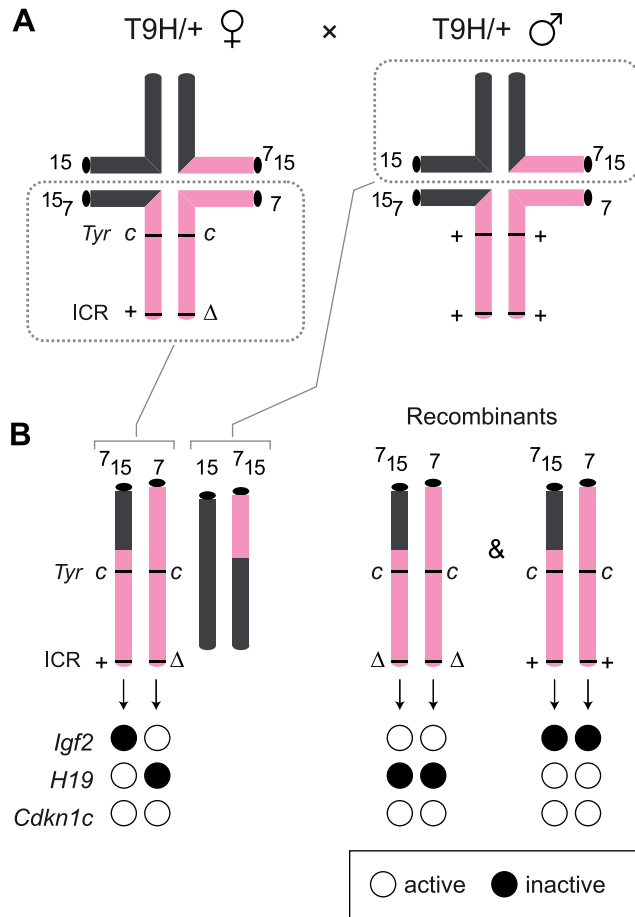 A T9H/+ ♀ × T9H/+ ♂
15 7 15 15 7 15
15 7 7 15 7 7
Tyr c c + +
ICR + Δ + +
Recombinants
B
7 15 7 15 7 15 7 15 7 15 7
&
Tyr c c c c c c
ICR + Δ Δ Δ + +
Igf2
H19
Cdkn1c
active inactive